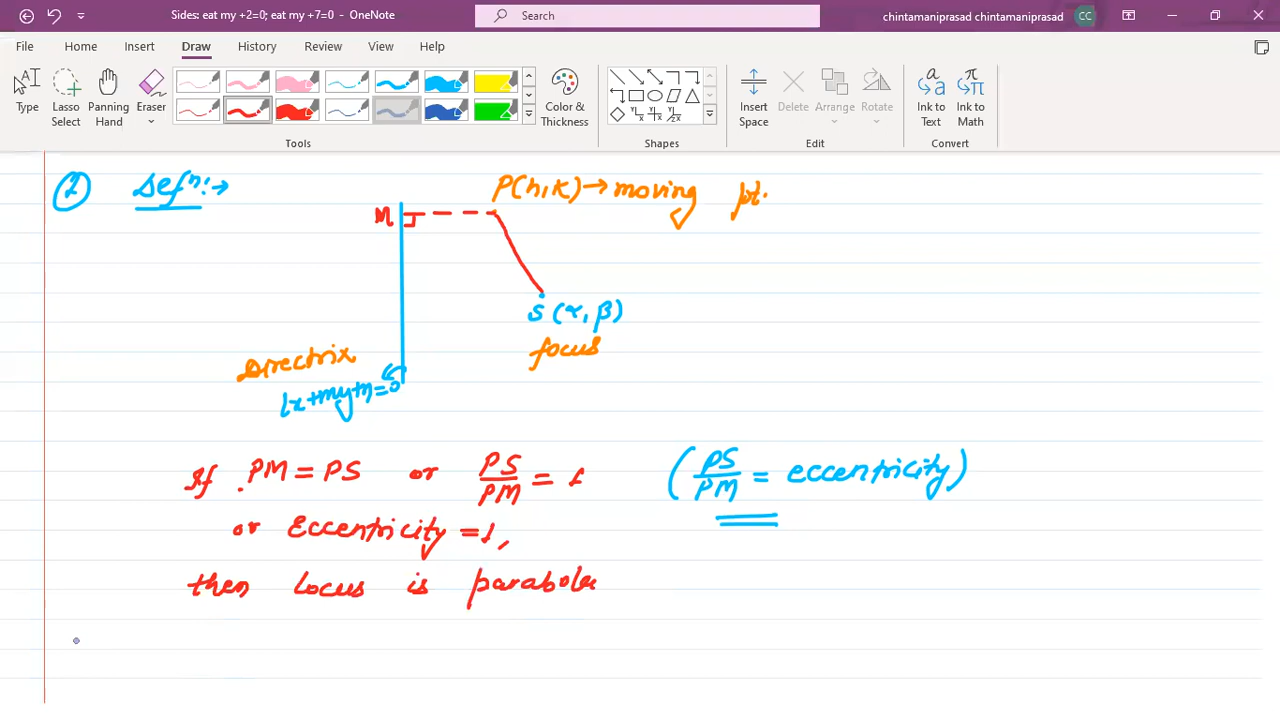 Sides: eat my +2=0; eat my +7=0 - OneNote
Search
chintamaniprasad chintamaniprasad CC
File Home Insert Draw History Review View Help
Type Lasso Select Panning Hand Eraser Color & Thickness Insert Space Delete Arrange Rotate Ink to Text Ink to Math
Tools Shapes Edit Convert
① Defⁿ:→
P(h,k)→moving pt.
M
S(α, β)
focus
Directrix
lx+my+n=0
If PM = PS or PS/PM = 1 (PS/PM = eccentricity)
or Eccentricity = 1,
then Locus is parabola